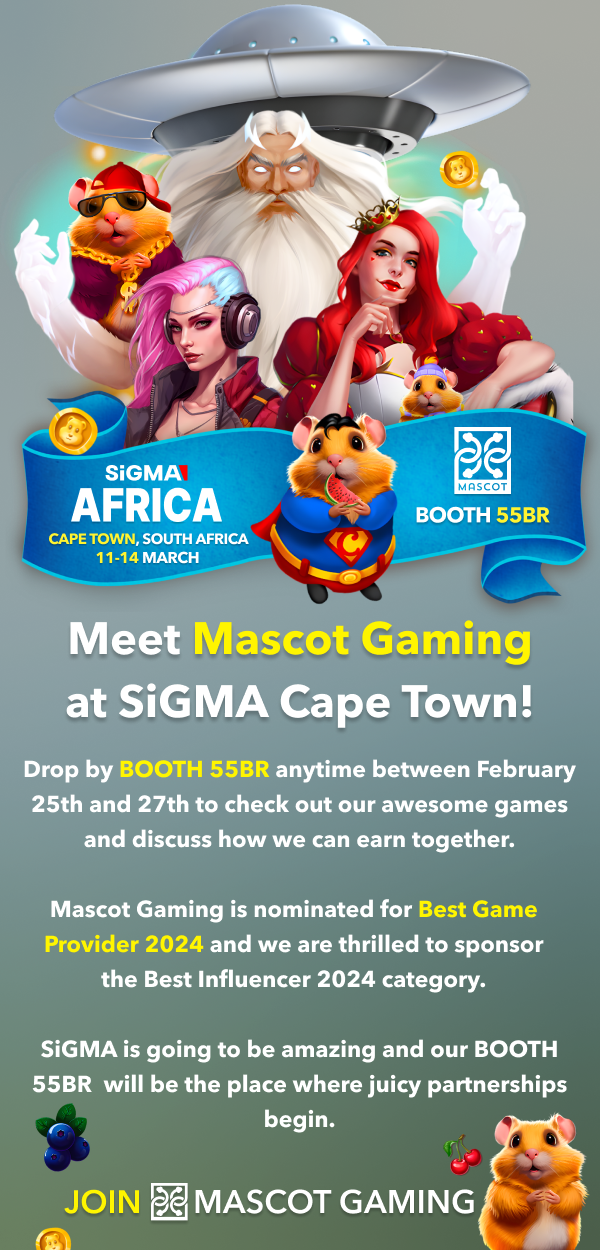 SiGMA
AFRICA
CAPE TOWN, SOUTH AFRICA
11-14 MARCH
MASCOT
BOOTH 55BR
Meet Mascot Gaming
at SiGMA Cape Town!
Drop by BOOTH 55BR anytime between February
25th and 27th to check out our awesome games
and discuss how we can earn together.
Mascot Gaming is nominated for Best Game
Provider 2024 and we are thrilled to sponsor
the Best Influencer 2024 category.
SiGMA is going to be amazing and our BOOTH
55BR will be the place where juicy partnerships
begin.
JOIN MASCOT GAMING